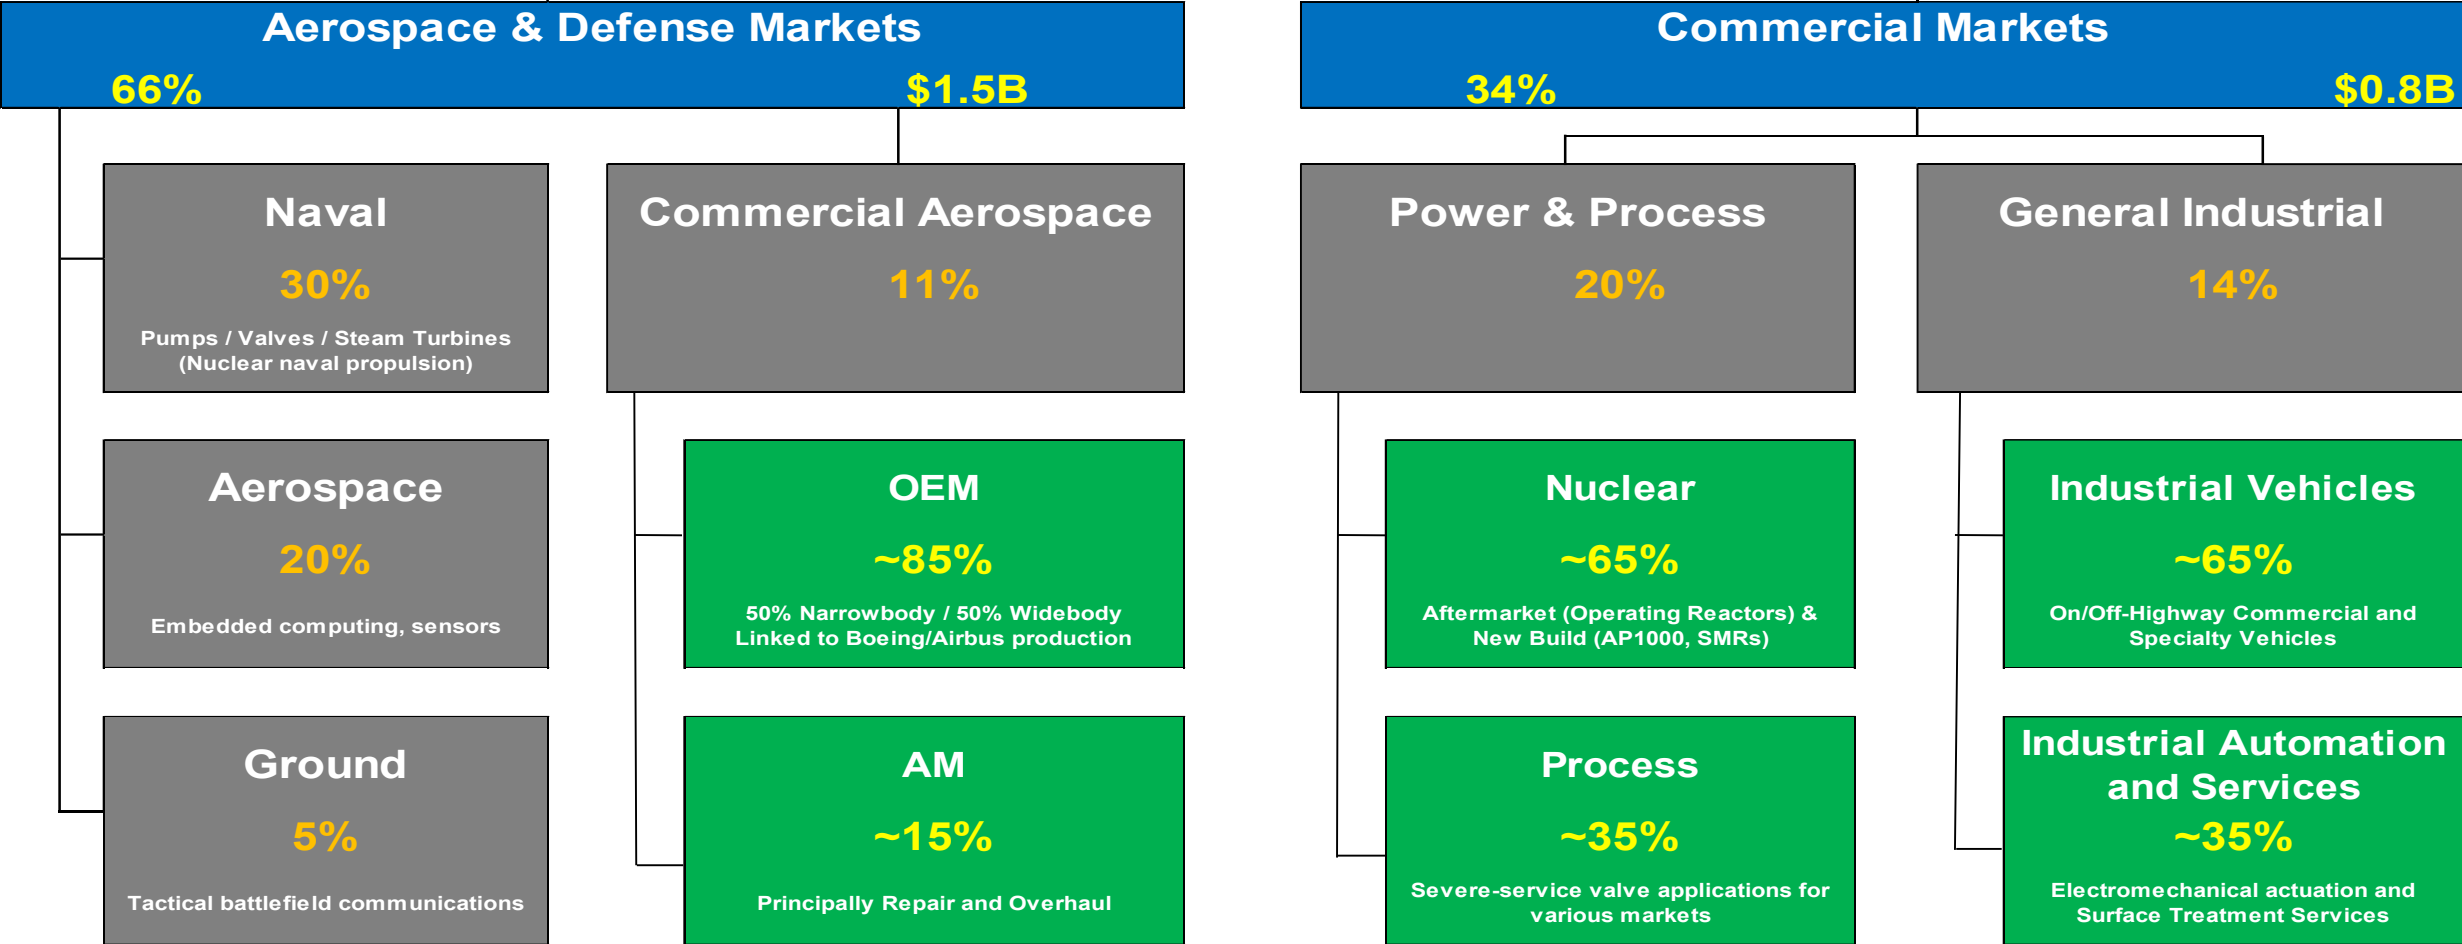 Aerospace & Defense Markets
66% $1.5B
Naval
30%
Pumps / Valves / Steam Turbines
(Nuclear naval propulsion)
Aerospace
20%
Embedded computing, sensors
Ground
5%
Tactical battlefield communications
Commercial Aerospace
11%
OEM
~85%
50% Narrowbody / 50% Widebody
Linked to Boeing/Airbus production
AM
~15%
Principally Repair and Overhaul
Commercial Markets
34% $0.8B
Power & Process
20%
Nuclear
~65%
Aftermarket (Operating Reactors) &
New Build (AP1000, SMRs)
Process
~35%
Severe-service valve applications for
various markets
General Industrial
14%
Industrial Vehicles
~65%
On/Off-Highway Commercial and
Specialty Vehicles
Industrial Automation
and Services
~35%
Electromechanical actuation and
Surface Treatment Services